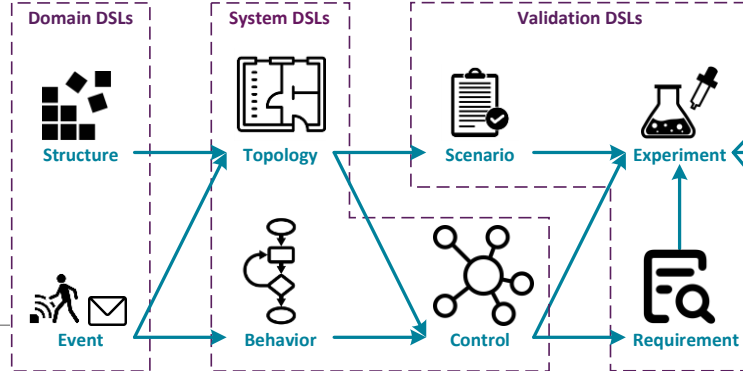 Domain DSLs
System DSLs
Validation DSLs
Structure
Topology
Scenario
Experiment
Event
Behavior
Control
Requirement